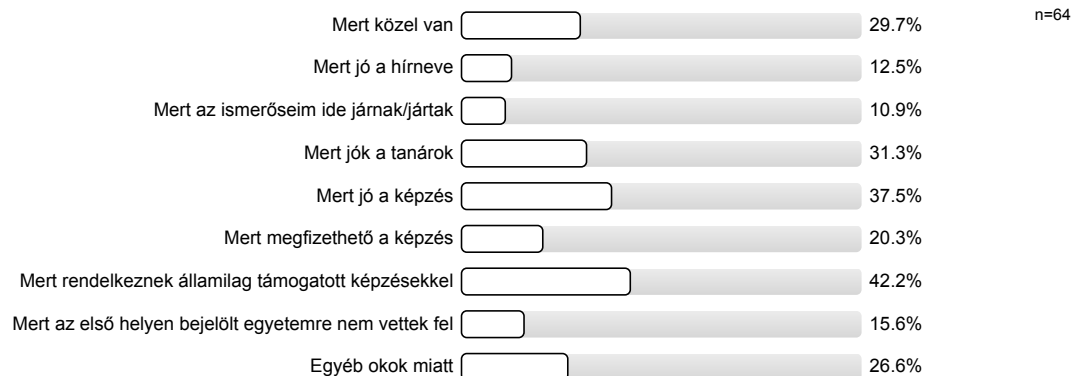 Mert közel van 29.7% n=64
Mert jó a hírneve 12.5%
Mert az ismerőseim ide járnak/jártak 10.9%
Mert jók a tanárok 31.3%
Mert jó a képzés 37.5%
Mert megfizethető a képzés 20.3%
Mert rendelkeznek államilag támogatott képzésekkel 42.2%
Mert az első helyen bejelölt egyetemre nem vettek fel 15.6%
Egyéb okok miatt 26.6%